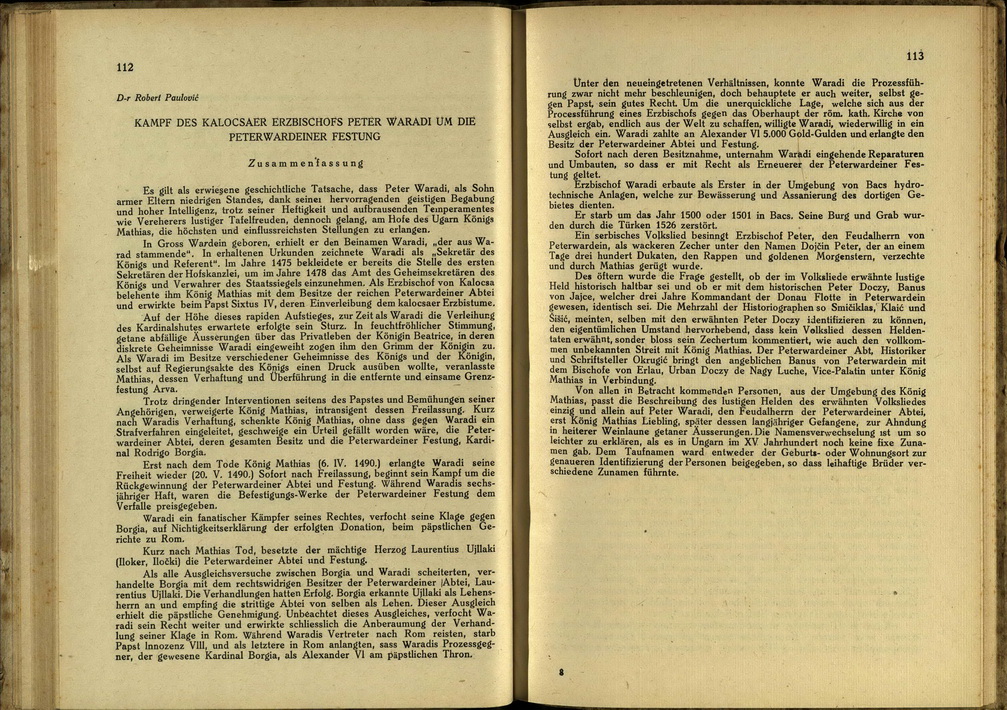 112
D-r Robert Paulović
KAMPF DES KALOCSAER ERZBISCHOFS PETER WARADI UM DIE
PETERWARDEINER FESTUNG
Zusammenfassung
Es gilt als erwiesene geschichtliche Tatsache, dass Peter Waradi, als Sohn
armer Eltern niedrigen Standes, dank seiner hervorragenden geistigen Begabung
und hoher Intelligenz, trotz seiner Heftigkeit und aufbrausenden Temperamentes
wie Vereherers lustiger Tafelfreuden, dennoch gelang, am Hofe des Ugarn Königs
Mathias, die höchsten und einflussreichsten Stellungen zu erlangen.
In Gross Wardein geboren, erhielt er den Beinamen Waradi, „der aus Wa-
rad stammende“. In erhaltenen Urkunden zeichnete Waradi als „Sekretär des
Königs und Referent“. Im Jahre 1475 bekleidete er bereits die Stelle des ersten
Sekretären der Hofskanzlei, um im Jahre 1478 das Amt des Geheimsekretären des
Königs und Verwahrer des Staatssiegels einzunehmen. Als Erzbischof von Kalocsa
belehente ihm König Mathias mit dem Besitze der reichen Peterwardeiner Abtei
und erwirkte beim Papst Sixtus IV, deren Einverleibung dem kalocsaer Erzbistume.
Auf der Höhe dieses rapiden Aufstieges, zur Zeit als Waradi die Verleihung
des Kardinalshutes erwartete erfolgte sein Sturz. In feuchtfröhlicher Stimmung,
getane abfällige Äusserungen über das Privatleben der Königin Beatrice, in deren
diskrete Geheimnisse Waradi eingeweiht zogen ihm den Grimm der Königin zu.
Als Waradi im Besitze verschiedener Geheimnisse des Königs und der Königin,
selbst auf Regierungsakte des Königs einen Druck ausüben wollte, veranlasste
Mathias, dessen Verhaftung und Überführung in die entfernte und einsame Grenz-
festung Arva.
Trotz dringender Interventionen seitens des Papstes und Bemühungen seiner
Angehörigen, verweigerte König Mathias, intransigent dessen Freilassung. Kurz
nach Waradis Verhaftung, schenkte König Mathias, ohne dass gegen Waradi ein
Strafverfahren eingeleitet, geschweige ein Urteil gefällt worden wäre, die Peter-
wardeiner Abtei, deren gesamten Besitz und die Peterwardeiner Festung, Kardi-
nal Rodrigo Borgia.
Erst nach dem Tode König Mathias (6. IV. 1490.) erlangte Waradi seine
Freiheit wieder (20. V. 1490.) Sofort nach Freilassung, beginnt sein Kampf um die
Rückgewinnung der Peterwardeiner Abtei und Festung. Während Waradis sechs-
jähriger Haft, waren die Befestigungs-Werke der Peterwardeiner Festung dem
Verfalle preisgegeben.
Waradi ein fanatischer Kämpfer seines Rechtes, verfocht seine Klage gegen
Borgia, auf Nichtigkeitserklärung der erfolgten Donation, beim päpstlichen Ge-
richte zu Rom.
Kurz nach Mathias Tod, besetzte der mächtige Herzog Laurentius Ujllaki
(Iloker, Iločki) die Peterwardeiner Abtei und Festung.
Als alle Ausgleichsversuche zwischen Borgia und Waradi scheiterten, ver-
handelte Borgia mit dem rechtswidrigen Besitzer der Peterwardeiner Abtei, Lau-
rentius Ujllaki. Die Verhandlungen hatten Erfolg. Borgia erkannte Ujllaki als Lehens-
herrn an und empfing die strittige Abtei von selben als Lehen. Dieser Ausgleich
erhielt die päpstliche Genehmigung. Unbeachtet dieses Ausgleiches, verfocht Wa-
radi sein Recht weiter und erwirkte schliesslich die Anberaumung der Verhand-
lung seiner Klage in Rom. Während Waradis Vertreter nach Rom reisten, starb
Papst Innozenz VIII, und als letztere in Rom anlangten, sass Waradis Prozessgeg-
ner, der gewesene Kardinal Borgia, als Alexander VI am päpstlichen Thron.
113
Unter den neueingetretenen Verhältnissen, konnte Waradi die Prozessfüh-
rung zwar nicht mehr beschleunigen, doch behauptete er auch weiter, selbst ge-
gen Papst, sein gutes Recht. Um die unerquickliche Lage, welche sich aus der
Processführung eines Erzbischofs gegen das Oberhaupt der röm. kath. Kirche von
selbst ergab, endlich aus der Welt zu schaffen, willigte Waradi, wiederwillig in ein
Ausgleich ein. Waradi zahlte an Alexander VI 5.000 Gold-Gulden und erlangte den
Besitz der Peterwardeiner Abtei und Festung.
Sofort nach deren Besitznahme, unternahm Waradi eingehende Reparaturen
und Umbauten, so dass er mit Recht als Erneuerer der Peterwardeiner Fes-
tung geltet.
Erzbischof Waradi erbaute als Erster in der Umgebung von Bacs hydro-
technische Anlagen, welche zur Bewässerung und Assanierung des dortigen Ge-
bietes dienten.
Er starb um das Jahr 1500 oder 1501 in Bacs. Seine Burg und Grab wur-
den durch die Türken 1526 zerstört.
Ein serbisches Volkslied besingt Erzbischof Peter, den Feudalherrn von
Peterwardein, als wackeren Zecher unter den Namen Dojčin Peter, der an einem
Tage drei hundert Dukaten, den Rappen und goldenen Morgenstern, verzechte
und durch Mathias gerügt wurde.
Des öftern wurde die Frage gestellt, ob der im Volksliede erwähnte lustige
Held historisch haltbar sei und ob er mit dem historischen Peter Doczy, Banus
von Jajce, welcher drei Jahre Kommandant der Donau Flotte in Peterwardein
gewesen, identisch sei. Die Mehrzahl der Historiographen so Smičiklas, Klaić und
Šišić, meinten, selben mit den erwähnten Peter Doczy identifizieren zu können,
den eigentümlichen Umstand hervorhebend, dass kein Volkslied dessen Helden-
taten erwähnt, sonder bloss sein Zechertum kommentiert, wie auch den vollkom-
men unbekannten Streit mit König Mathias. Der Peterwardeiner Abt, Historiker
und Schriftsteller Okrugić bringt den angeblichen Banus von Peterwardein mit
dem Bischofe von Erlau, Urban Doczy de Nagy Luche, Vice-Palatin unter König
Mathias in Verbindung.
Von allen in Betracht kommenden Personen, aus der Umgebung des König
Mathias, passt die Beschreibung des lustigen Helden des erwähnten Volksliedes
einzig und allein auf Peter Waradi, den Feudalherrn der Peterwardeiner Abtei,
erst König Mathias Liebling, später dessen langjähriger Gefangene, zur Ahndung
in heiterer Weinlaune getaner Äusserungen. Die Namensverwechselung ist um so
leichter zu erklären, als es in Ungarn im XV Jahrhundert noch keine fixe Zuna-
men gab. Dem Taufnamen ward entweder der Geburts- oder Wohnungsort zur
genaueren Identifizierung der Personen beigegeben, so dass leihaftige Brüder ver-
schiedene Zunamen führnte.
8